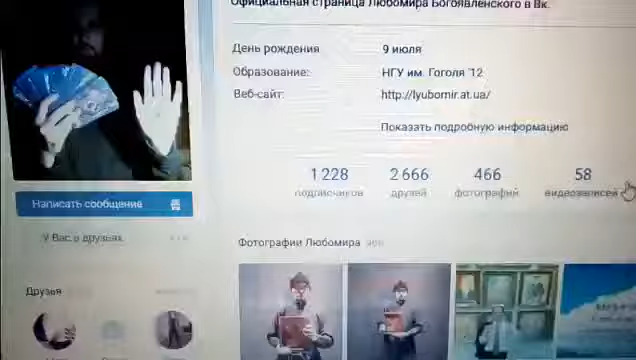 Официальная страница Любомира Богоявленского в Вк.
День рождения 9 июля
Образование: НГУ им. Гоголя '12
Веб-сайт: http://lyubomir.at.ua/
Показать подробную информацию
1 228 2 666 466 58
подписчиков друзей фотографий видеозаписей
Написать сообщение
У Вас в друзьях
Фотографии Любомира 466
Друзья